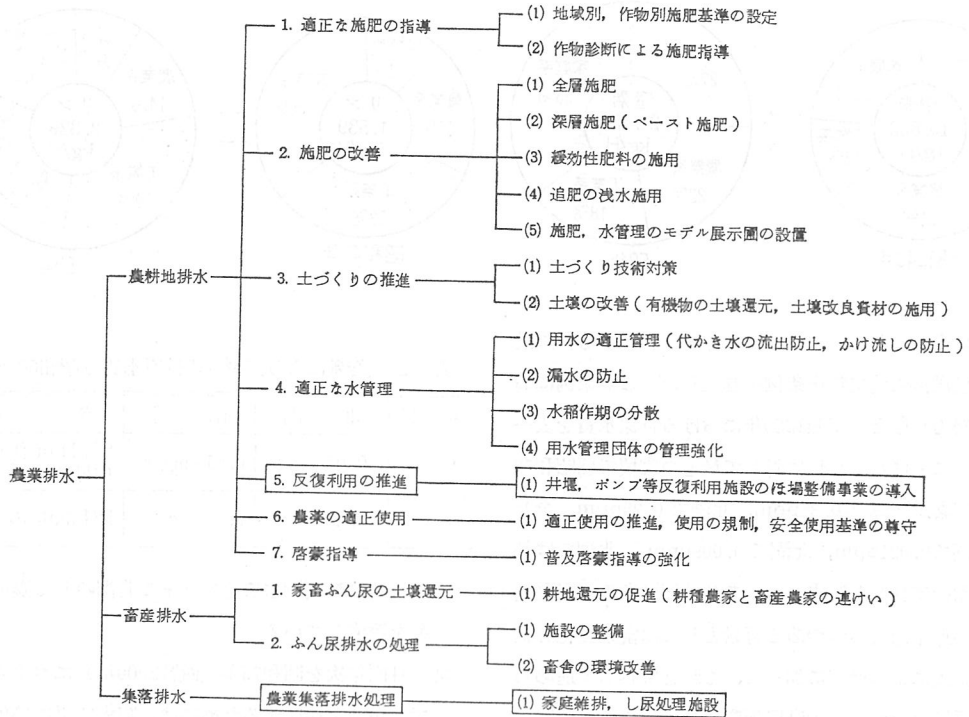 1. 適正な施肥の指導
(1) 地域別，作物別施肥基準の設定
(2) 作物診断による施肥指導
2. 施肥の改善
(1) 全層施肥
(2) 深層施肥（ペースト施肥）
(3) 緩効性肥料の施用
(4) 追肥の浅水施用
(5) 施肥，水管理のモデル展示圃の設置
農耕地排水
3. 土づくりの推進
(1) 土づくり技術対策
(2) 土壌の改善（有機物の土壌還元，土壌改良資材の施用）
4. 適正な水管理
(1) 用水の適正管理（代かき水の流出防止，かけ流しの防止）
(2) 漏水の防止
(3) 水稲作期の分散
(4) 用水管理団体の管理強化
農業排水
5. 反復利用の推進
(1) 井堰，ポンプ等反復利用施設のほ場整備事業の導入
6. 農薬の適正使用
(1) 適正使用の推進，使用の規制，安全使用基準の尊守
7. 啓蒙指導
(1) 普及啓蒙指導の強化
畜産排水
1. 家畜ふん尿の土壌還元
(1) 耕地還元の促進（耕種農家と畜産農家の連けい）
2. ふん尿排水の処理
(1) 施設の整備
(2) 畜舎の環境改善
集落排水
農業集落排水処理
(1) 家庭維排，し尿処理施設